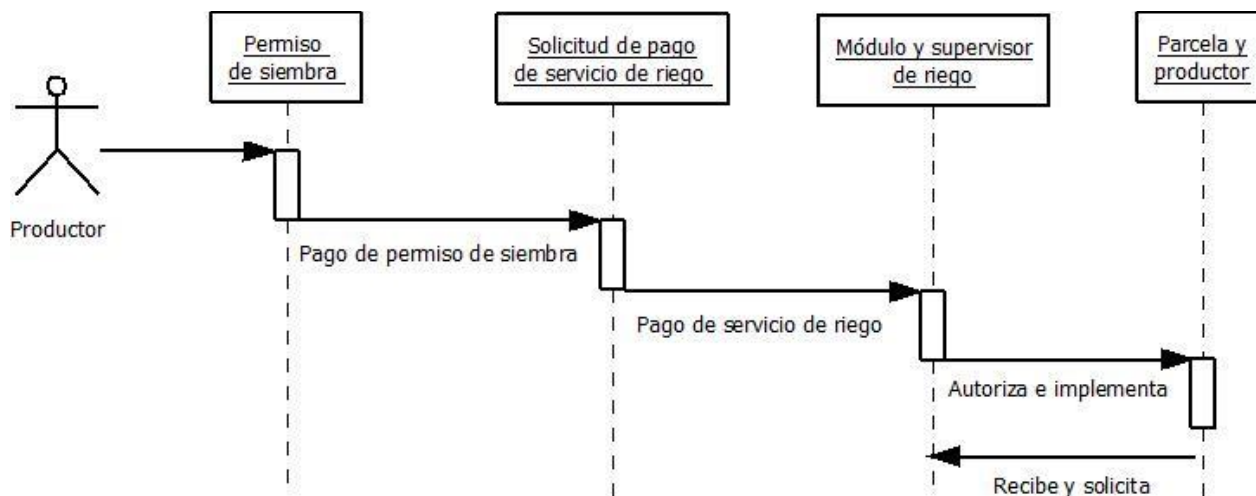 Permiso
de siembra
Solicitud de pago
de servicio de riego
Módulo y supervisor
de riego
Parcela y
productor
Productor
Pago de permiso de siembra
Pago de servicio de riego
Autoriza e implementa
Recibe y solicita